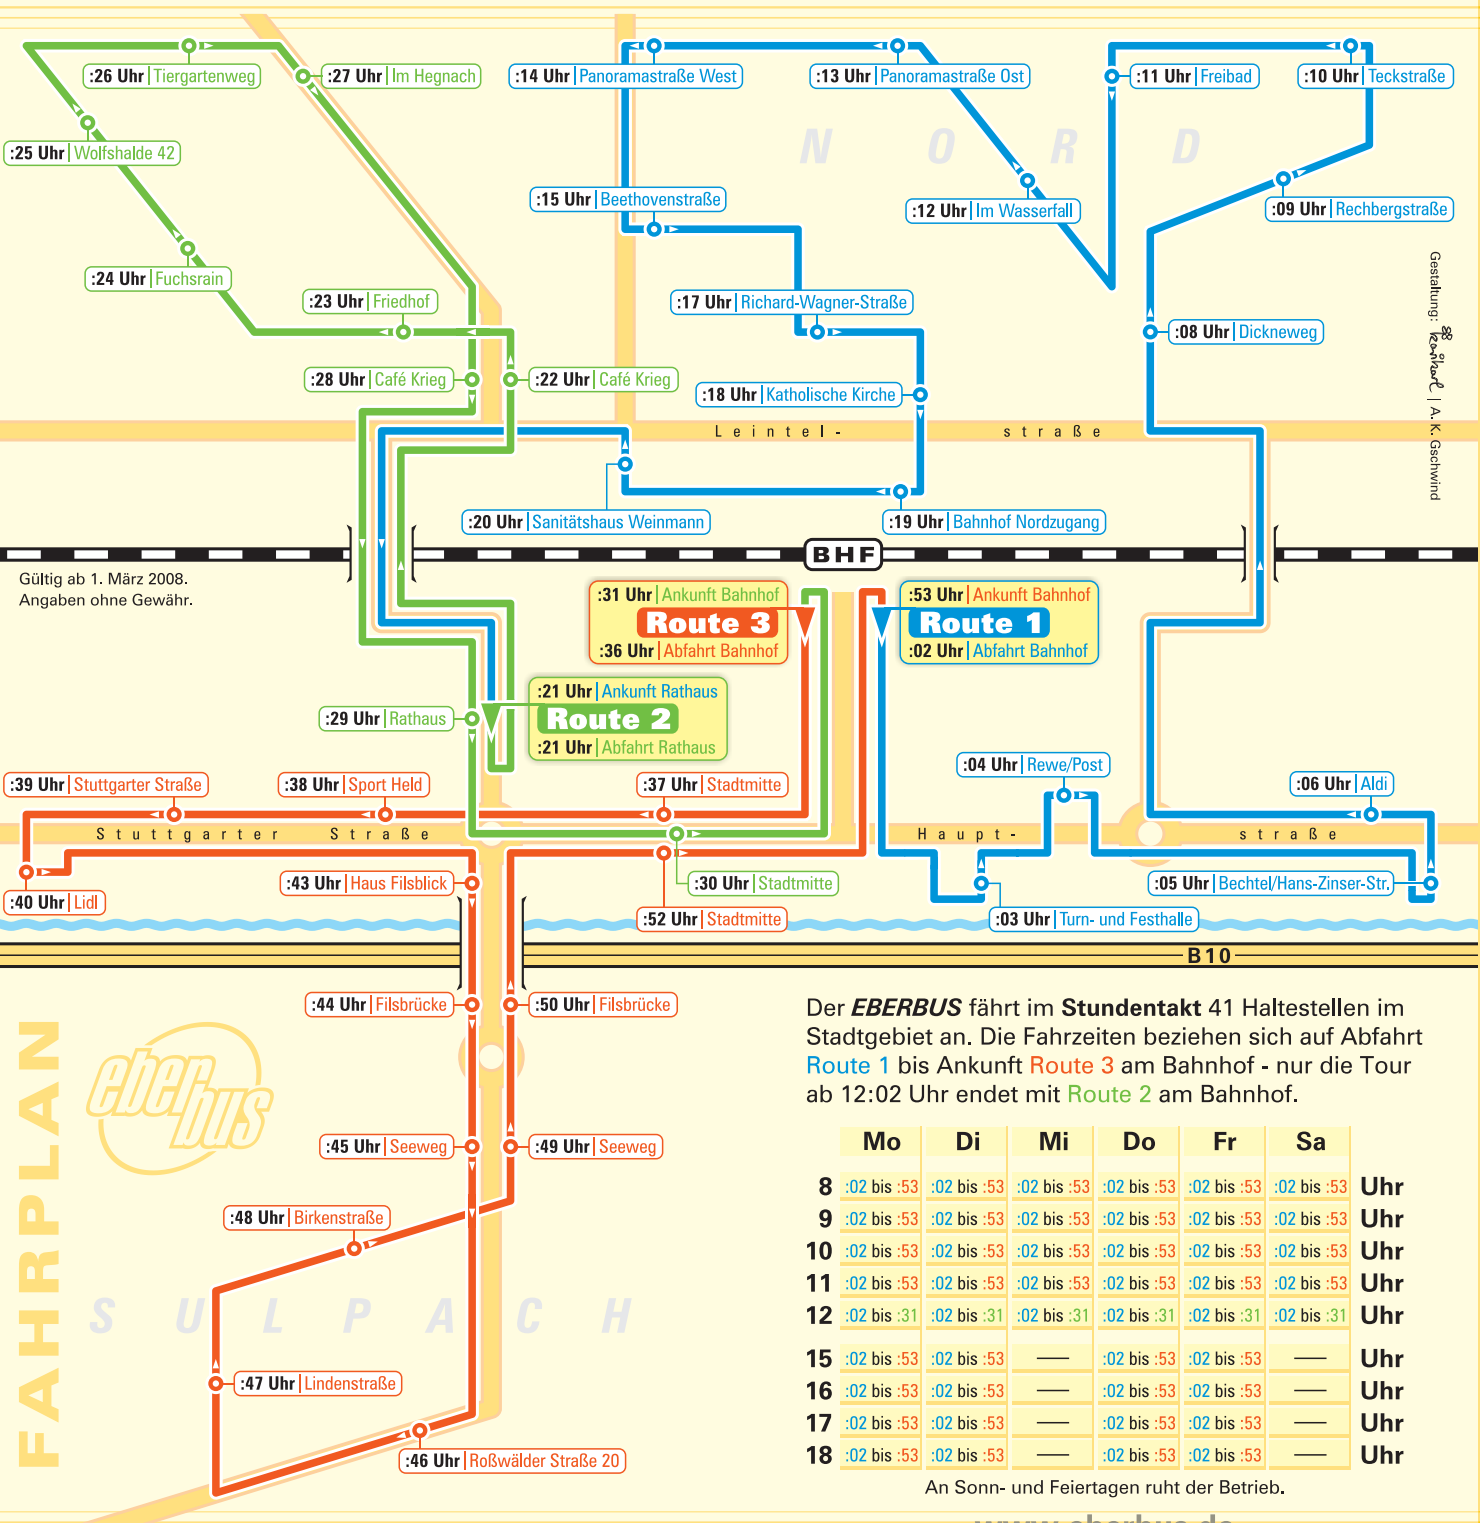 :26 Uhr | Tiergartenweg
:27 Uhr | Im Hegnach
:14 Uhr | Panoramastraße West
:13 Uhr | Panoramastraße Ost
:11 Uhr | Freibad
:10 Uhr | Teckstraße
NORD
:25 Uhr | Wolfshalde 42
:15 Uhr | Beethovenstraße
:12 Uhr | Im Wasserfall
:09 Uhr | Rechbergstraße
:24 Uhr | Fuchsrain
:23 Uhr | Friedhof
:17 Uhr | Richard-Wagner-Straße
:08 Uhr | Dickneweg
Gestaltung: | A. K. Gschwind
:28 Uhr | Café Krieg
:22 Uhr | Café Krieg
:18 Uhr | Katholische Kirche
Leintel- straße
:20 Uhr | Sanitätshaus Weinmann
:19 Uhr | Bahnhof Nordzugang
BHF
Gültig ab 1. März 2008.
Angaben ohne Gewähr.
:31 Uhr | Ankunft Bahnhof
Route 3
:36 Uhr | Abfahrt Bahnhof
:53 Uhr | Ankunft Bahnhof
Route 1
:02 Uhr | Abfahrt Bahnhof
:21 Uhr | Ankunft Rathaus
Route 2
:21 Uhr | Abfahrt Rathaus
:29 Uhr | Rathaus
:39 Uhr | Stuttgarter Straße
:38 Uhr | Sport Held
:37 Uhr | Stadtmitte
:04 Uhr | Rewe/Post
:06 Uhr | Aldi
Stuttgarter Straße
Haupt- straße
:40 Uhr | Lidl
:43 Uhr | Haus Filsblick
:30 Uhr | Stadtmitte
:05 Uhr | Bechtel/Hans-Zinser-Str.
:52 Uhr | Stadtmitte
:03 Uhr | Turn- und Festhalle
B10
:44 Uhr | Filsbrücke
:50 Uhr | Filsbrücke
FAHRPLAN
eberbus
:45 Uhr | Seeweg
:49 Uhr | Seeweg
:48 Uhr | Birkenstraße
SULPACH
:47 Uhr | Lindenstraße
:46 Uhr | Roßwälder Straße 20
Der EBERBUS fährt im Stundentakt 41 Haltestellen im
Stadtgebiet an. Die Fahrzeiten beziehen sich auf Abfahrt
Route 1 bis Ankunft Route 3 am Bahnhof - nur die Tour
ab 12:02 Uhr endet mit Route 2 am Bahnhof.
Mo Di Mi Do Fr Sa
8 :02 bis :53 :02 bis :53 :02 bis :53 :02 bis :53 :02 bis :53 :02 bis :53 Uhr
9 :02 bis :53 :02 bis :53 :02 bis :53 :02 bis :53 :02 bis :53 :02 bis :53 Uhr
10 :02 bis :53 :02 bis :53 :02 bis :53 :02 bis :53 :02 bis :53 :02 bis :53 Uhr
11 :02 bis :53 :02 bis :53 :02 bis :53 :02 bis :53 :02 bis :53 :02 bis :53 Uhr
12 :02 bis :31 :02 bis :31 :02 bis :31 :02 bis :31 :02 bis :31 :02 bis :31 Uhr
15 :02 bis :53 :02 bis :53 — :02 bis :53 :02 bis :53 — Uhr
16 :02 bis :53 :02 bis :53 — :02 bis :53 :02 bis :53 — Uhr
17 :02 bis :53 :02 bis :53 — :02 bis :53 :02 bis :53 — Uhr
18 :02 bis :53 :02 bis :53 — :02 bis :53 :02 bis :53 — Uhr
An Sonn- und Feiertagen ruht der Betrieb.
www.eberbus.de